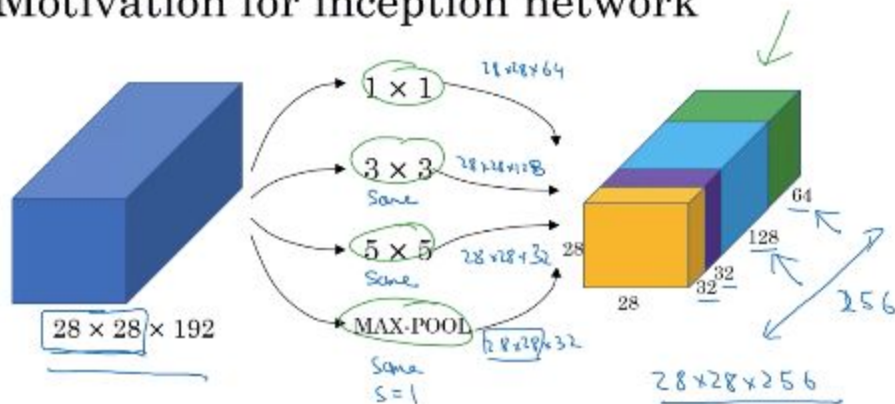 Motivation for inception network
1 × 1
28×28×64
3 × 3
28×28×128
Same
5 × 5
28×28×32
Same
MAX-POOL
28×28×32
Same
s=1
28 × 28 × 192
28
28
32
32
128
64
256
28×28×256